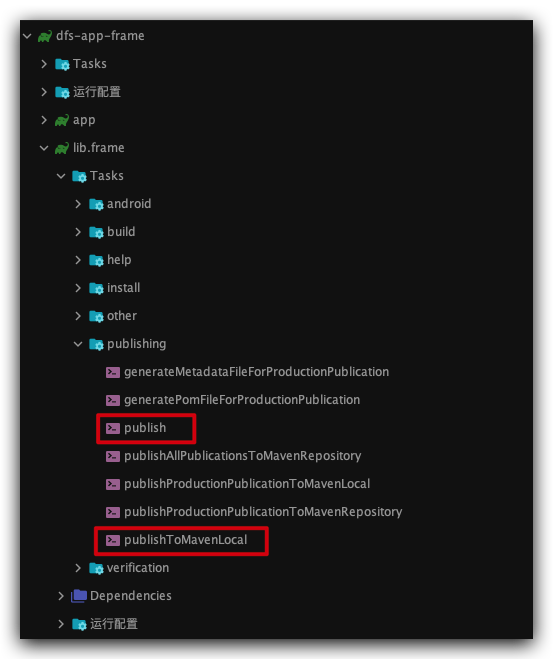 dfs-app-frame
Tasks
运行配置
app
lib.frame
Tasks
android
build
help
install
other
publishing
generateMetadataFileForProductionPublication
generatePomFileForProductionPublication
publish
publishAllPublicationsToMavenRepository
publishProductionPublicationToMavenLocal
publishProductionPublicationToMavenRepository
publishToMavenLocal
verification
Dependencies
运行配置